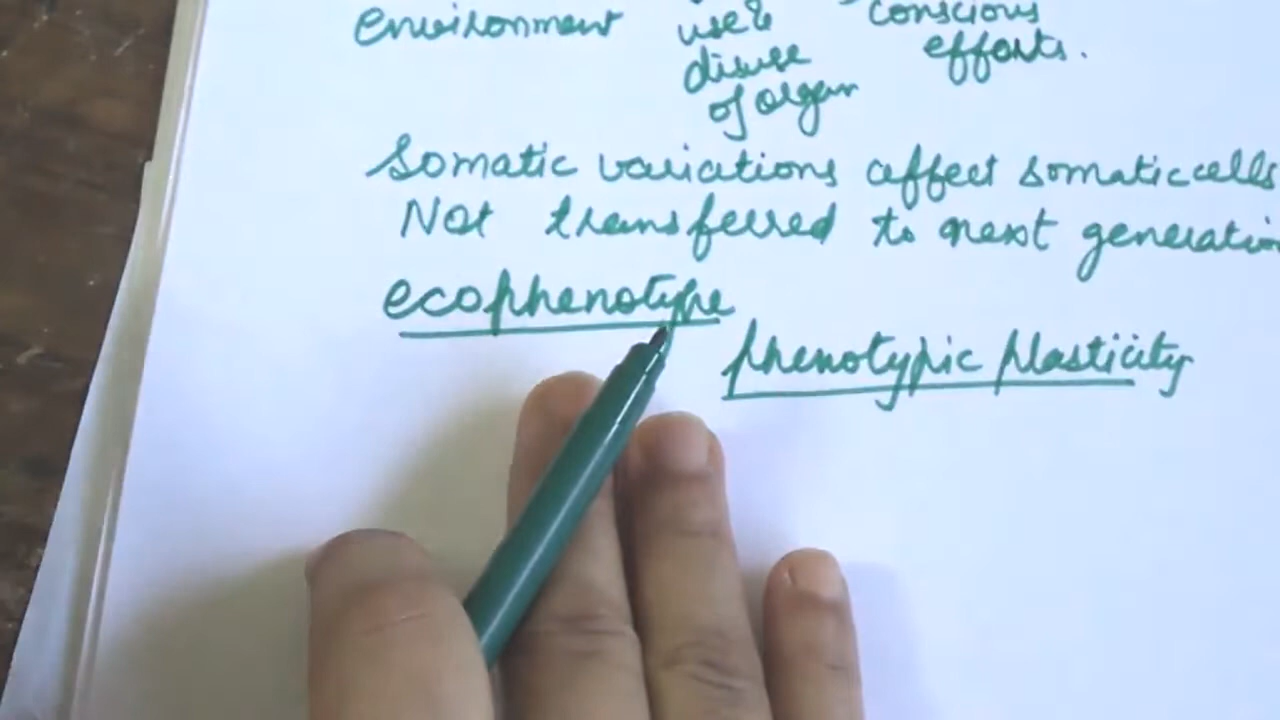 environment use & conscious
disuse efforts.
of organ
Somatic variations affect somatic cells
Not transferred to next generation
ecophenotype
phenotypic plasticity